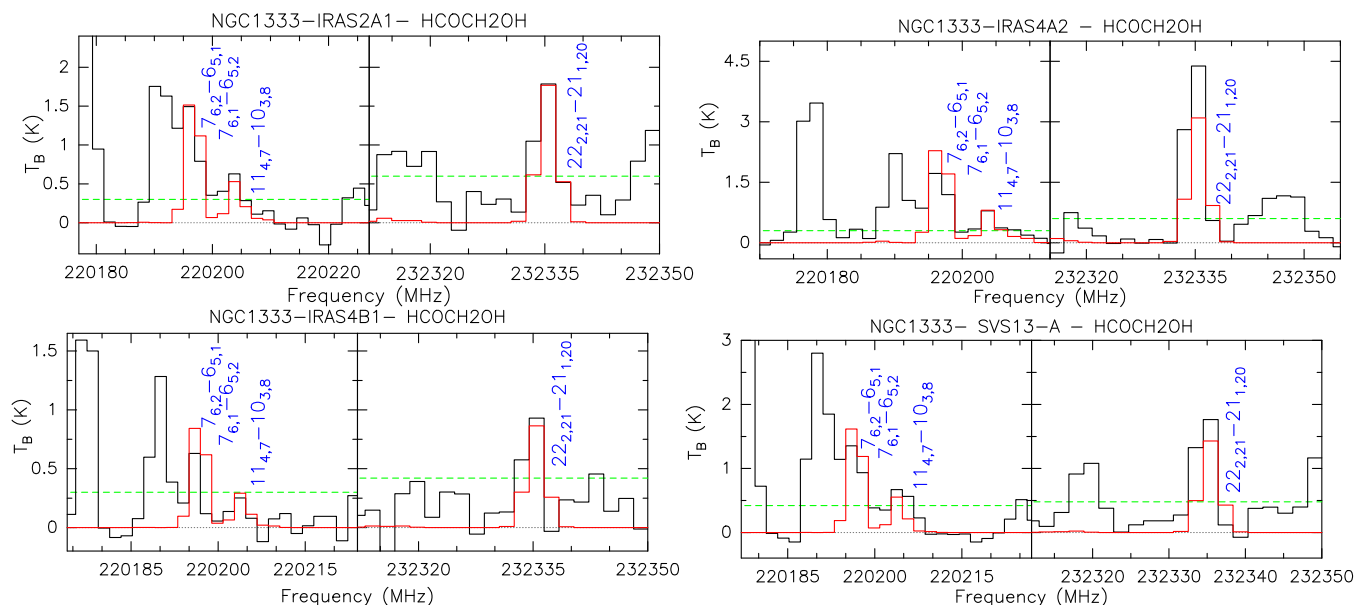 NGC1333-IRAS2A1- HCOCH2OH
T_B (K)
2
1.5
1
0.5
0
7_6,2-6_5,1
7_6,1-6_5,2
11_4,7-10_3,8
22_2,21-21_1,20
220180 220200 220220 232320 232335 232350
Frequency (MHz)
NGC1333-IRAS4A2 - HCOCH2OH
T_B (K)
4.5
3
1.5
0
7_6,2-6_5,1
7_6,1-6_5,2
11_4,7-10_3,8
22_2,21-21_1,20
220180 220200 232320 232335
Frequency (MHz)
NGC1333-IRAS4B1- HCOCH2OH
T_B (K)
1.5
1
0.5
0
7_6,2-6_5,1
7_6,1-6_5,2
11_4,7-10_3,8
22_2,21-21_1,20
220185 220200 220215 232320 232335 232350
Frequency (MHz)
NGC1333- SVS13-A - HCOCH2OH
T_B (K)
3
2
1
0
7_6,2-6_5,1
7_6,1-6_5,2
11_4,7-10_3,8
22_2,21-21_1,20
220185 220200 220215 232320 232330 232340 232350
Frequency (MHz)